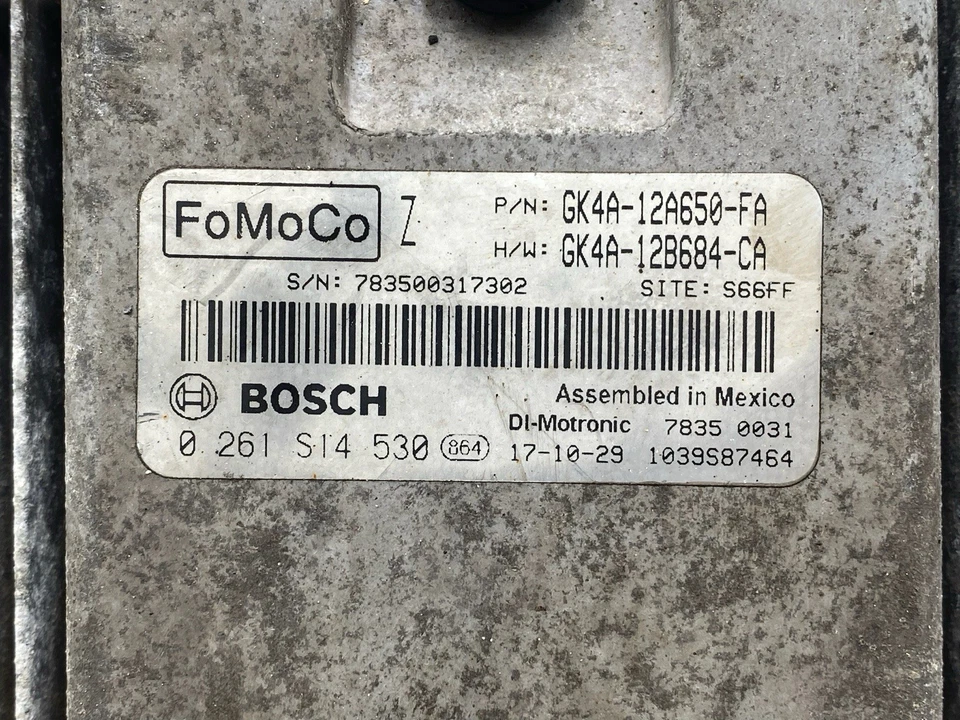 FoMoCo Z P/N: GK4A-12A650-FA
H/W: GK4A-12B684-CA
S/N: 783500317302 SITE: S66FF
BOSCH Assembled in Mexico
DI-Motronic 7835 0031
0 261 S14 530 864 17-10-29 1039S87464